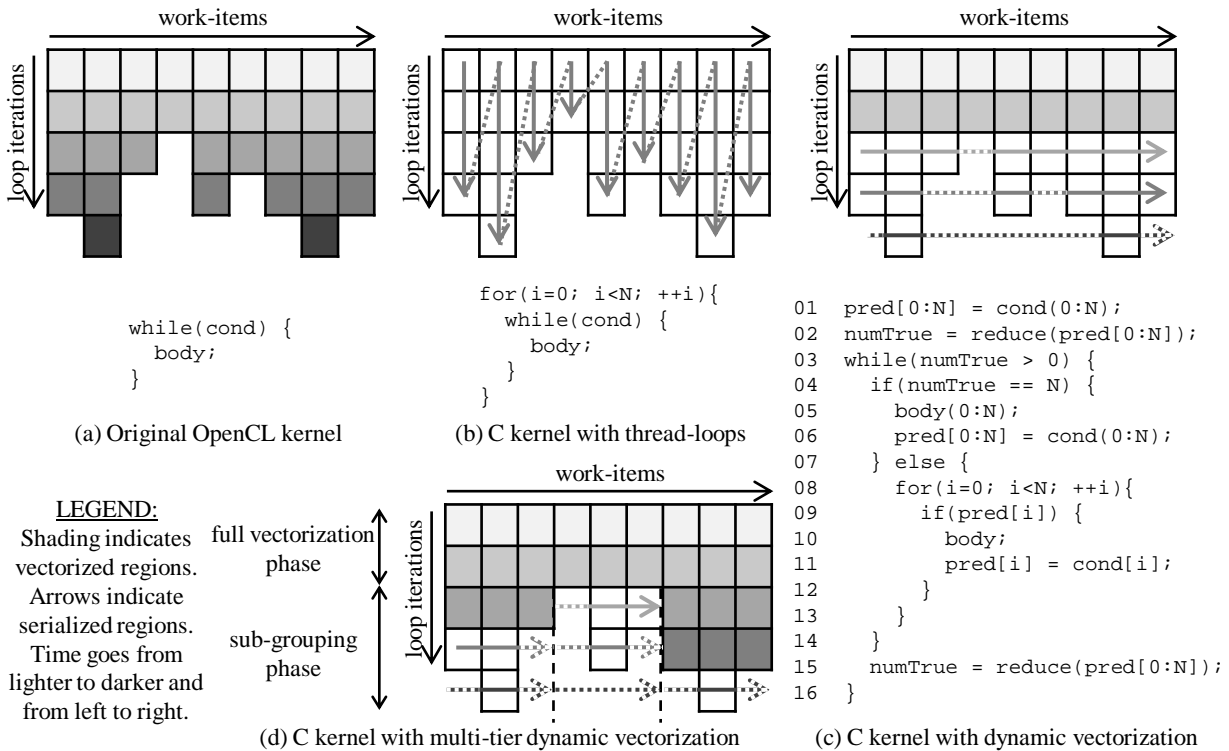 work-items
loop iterations
while(cond) {
body;
}
(a) Original OpenCL kernel
work-items
loop iterations
for(i=0; i<N; ++i){
while(cond) {
body;
}
}
(b) C kernel with thread-loops
work-items
loop iterations
01 pred[0:N] = cond(0:N);
02 numTrue = reduce(pred[0:N]);
03 while(numTrue > 0) {
04 if(numTrue == N) {
05 body(0:N);
06 pred[0:N] = cond(0:N);
07 } else {
08 for(i=0; i<N; ++i){
09 if(pred[i]) {
10 body;
11 pred[i] = cond[i];
12 }
13 }
14 }
15 numTrue = reduce(pred[0:N]);
16 }
(c) C kernel with dynamic vectorization
LEGEND:
Shading indicates
vectorized regions.
Arrows indicate
serialized regions.
Time goes from
lighter to darker and
from left to right.
work-items
full vectorization
phase
sub-grouping
phase
loop iterations
(d) C kernel with multi-tier dynamic vectorization